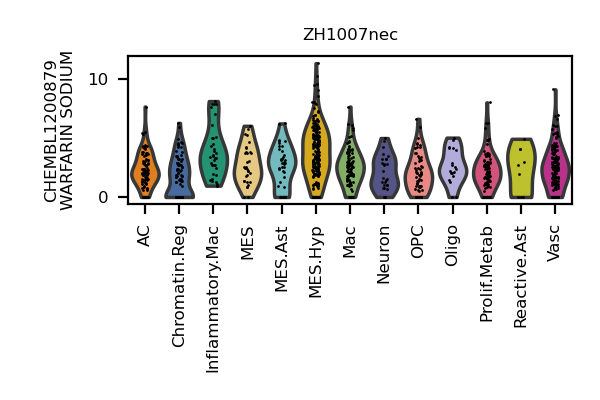 ZH1007nec
CHEMBL1200879
WARFARIN SODIUM
10
0
AC
Chromatin.Reg
Inflammatory.Mac
MES
MES.Ast
MES.Hyp
Mac
Neuron
OPC
Oligo
Prolif.Metab
Reactive.Ast
Vasc